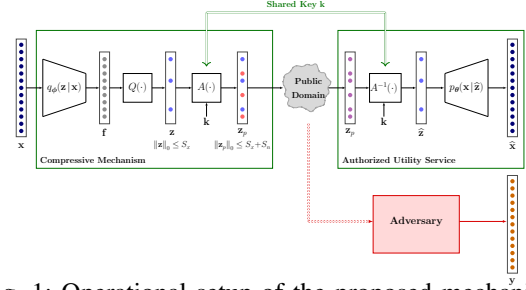 Shared Key k
q_ϕ(z | x)
Q(·)
A(·)
Public
Domain
A⁻¹(·)
p_θ(x | ẑ)
x
f
z
k
z_p
z_p
k
ẑ
x̂
‖z‖₀ ≤ S_z
‖z_p‖₀ ≤ S_z+S_n
Compressive Mechanism
Authorized Utility Service
Adversary
y
1: Operational setup of the proposed